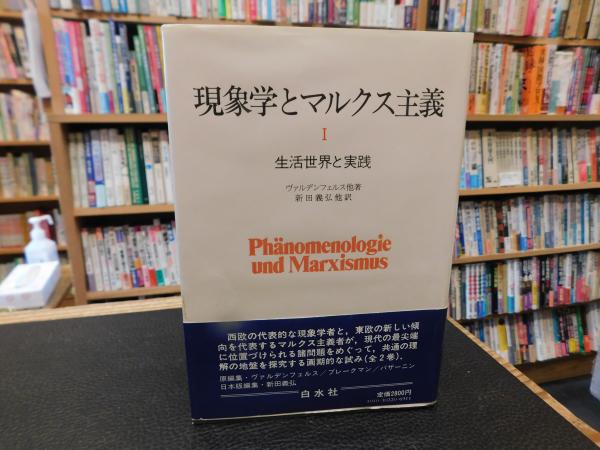 現象学とマルクス主義
I
生活世界と実践
ヴァルデンフェルス他著
新田義弘他訳
Phänomenologie
und Marxismus
西欧の代表的な現象学者と，東欧の新しい傾
向を代表するマルクス主義者が，現代の最尖端
に位置づけられる諸問題をめぐって，共通の理
解の地盤を探究する画期的な試み（全2巻）．
原編集・ヴァルデンフェルス／ブレークマン／パザーニン
日本版編集・新田義弘
白水社
定価2800円